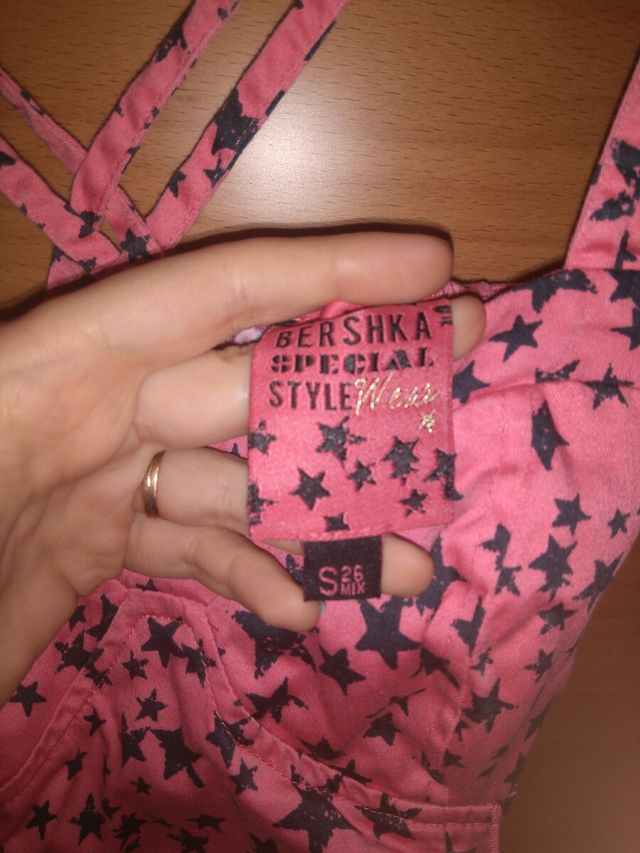 BERSHKA
SPECIAL
STYLE Wear
S 26
MIX